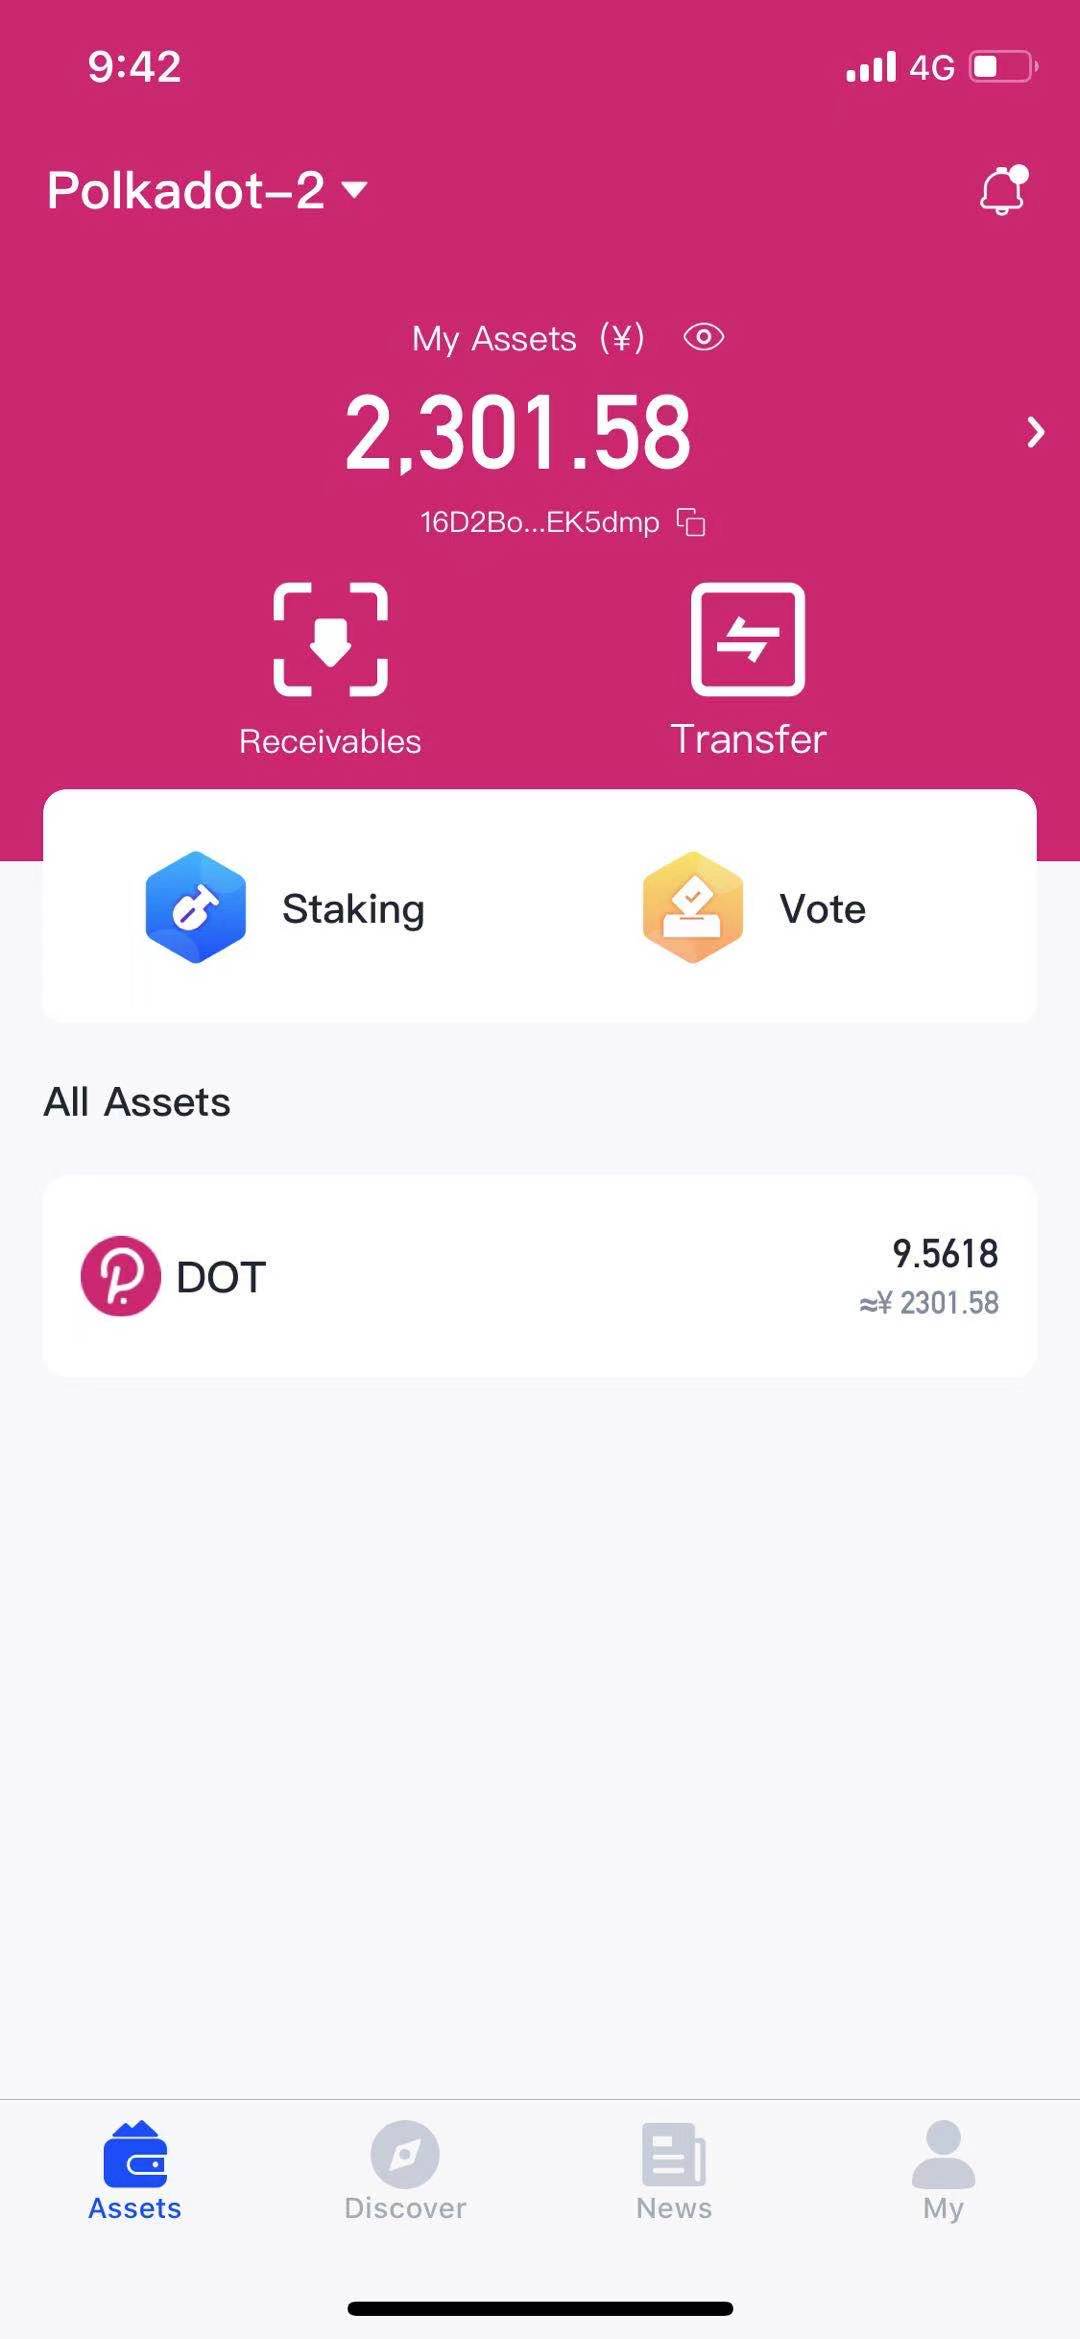 9:42
4G
Polkadot-2
My Assets (¥)
2,301.58
16D2Bo...EK5dmp
Receivables
Transfer
Staking
Vote
All Assets
DOT
9.5618
≈¥ 2301.58
Assets
Discover
News
My